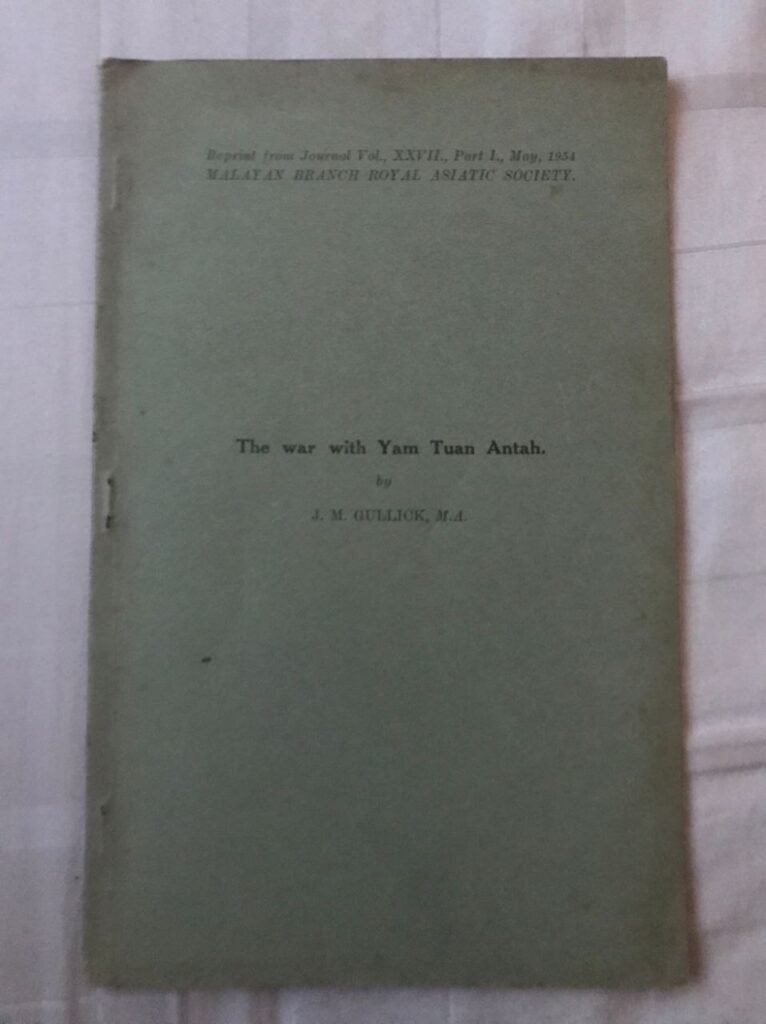 Reprint from Journal Vol., XXVII., Part I., May, 1954
MALAYAN BRANCH ROYAL ASIATIC SOCIETY.
The war with Yam Tuan Antah.
by
J. M. GULLICK, M.A.